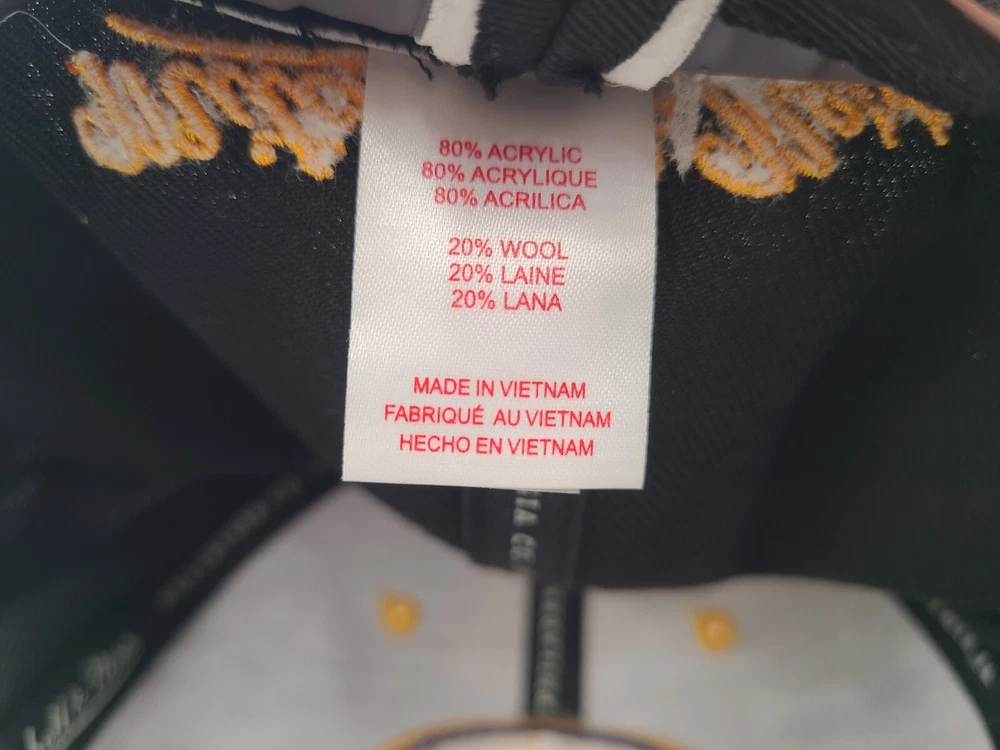 80% ACRYLIC
80% ACRYLIQUE
80% ACRILICA
20% WOOL
20% LAINE
20% LANA
MADE IN VIETNAM
FABRIQUÉ AU VIETNAM
HECHO EN VIETNAM